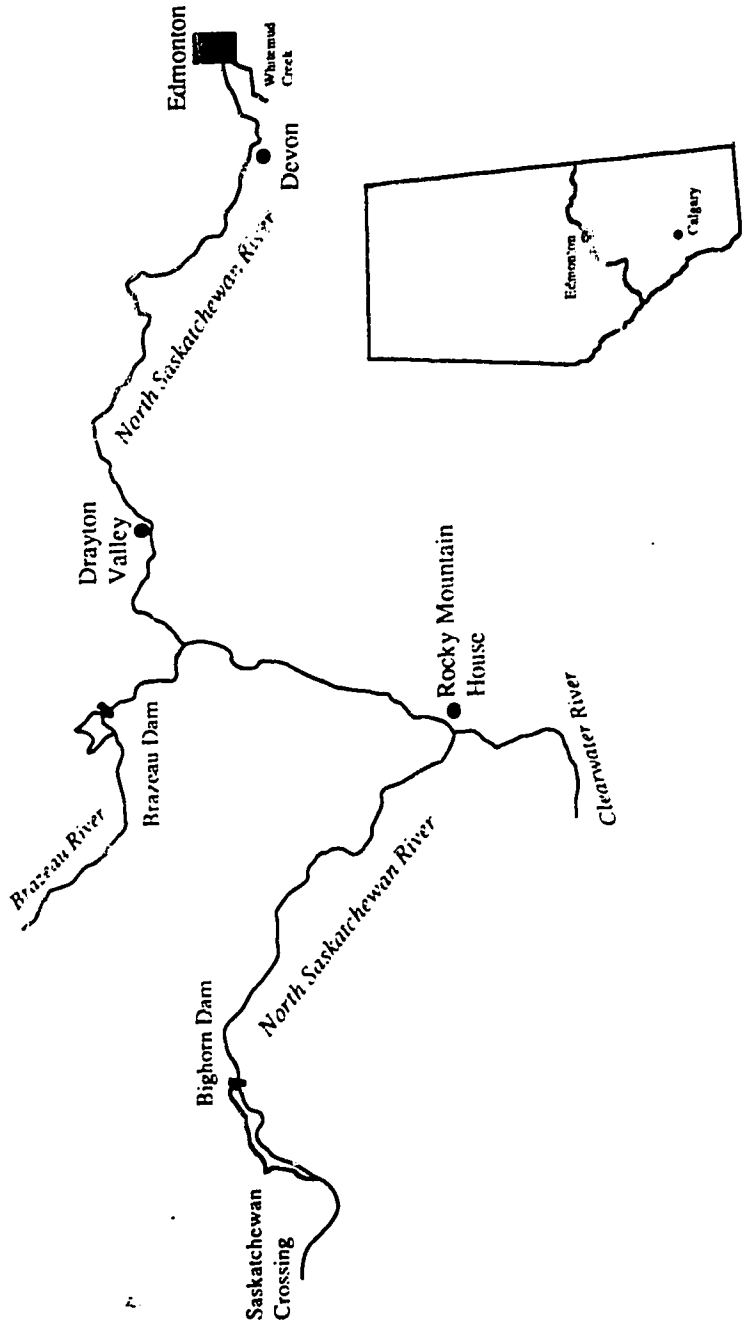 Edmonton
Whitemud
Creek
Devon
North Saskatchewan River
Drayton
Valley
Brazeau River
Brazeau Dam
Rocky Mountain
House
Clearwater River
North Saskatchewan River
Bighorn Dam
Saskatchewan
Crossing
Edmonton
Calgary